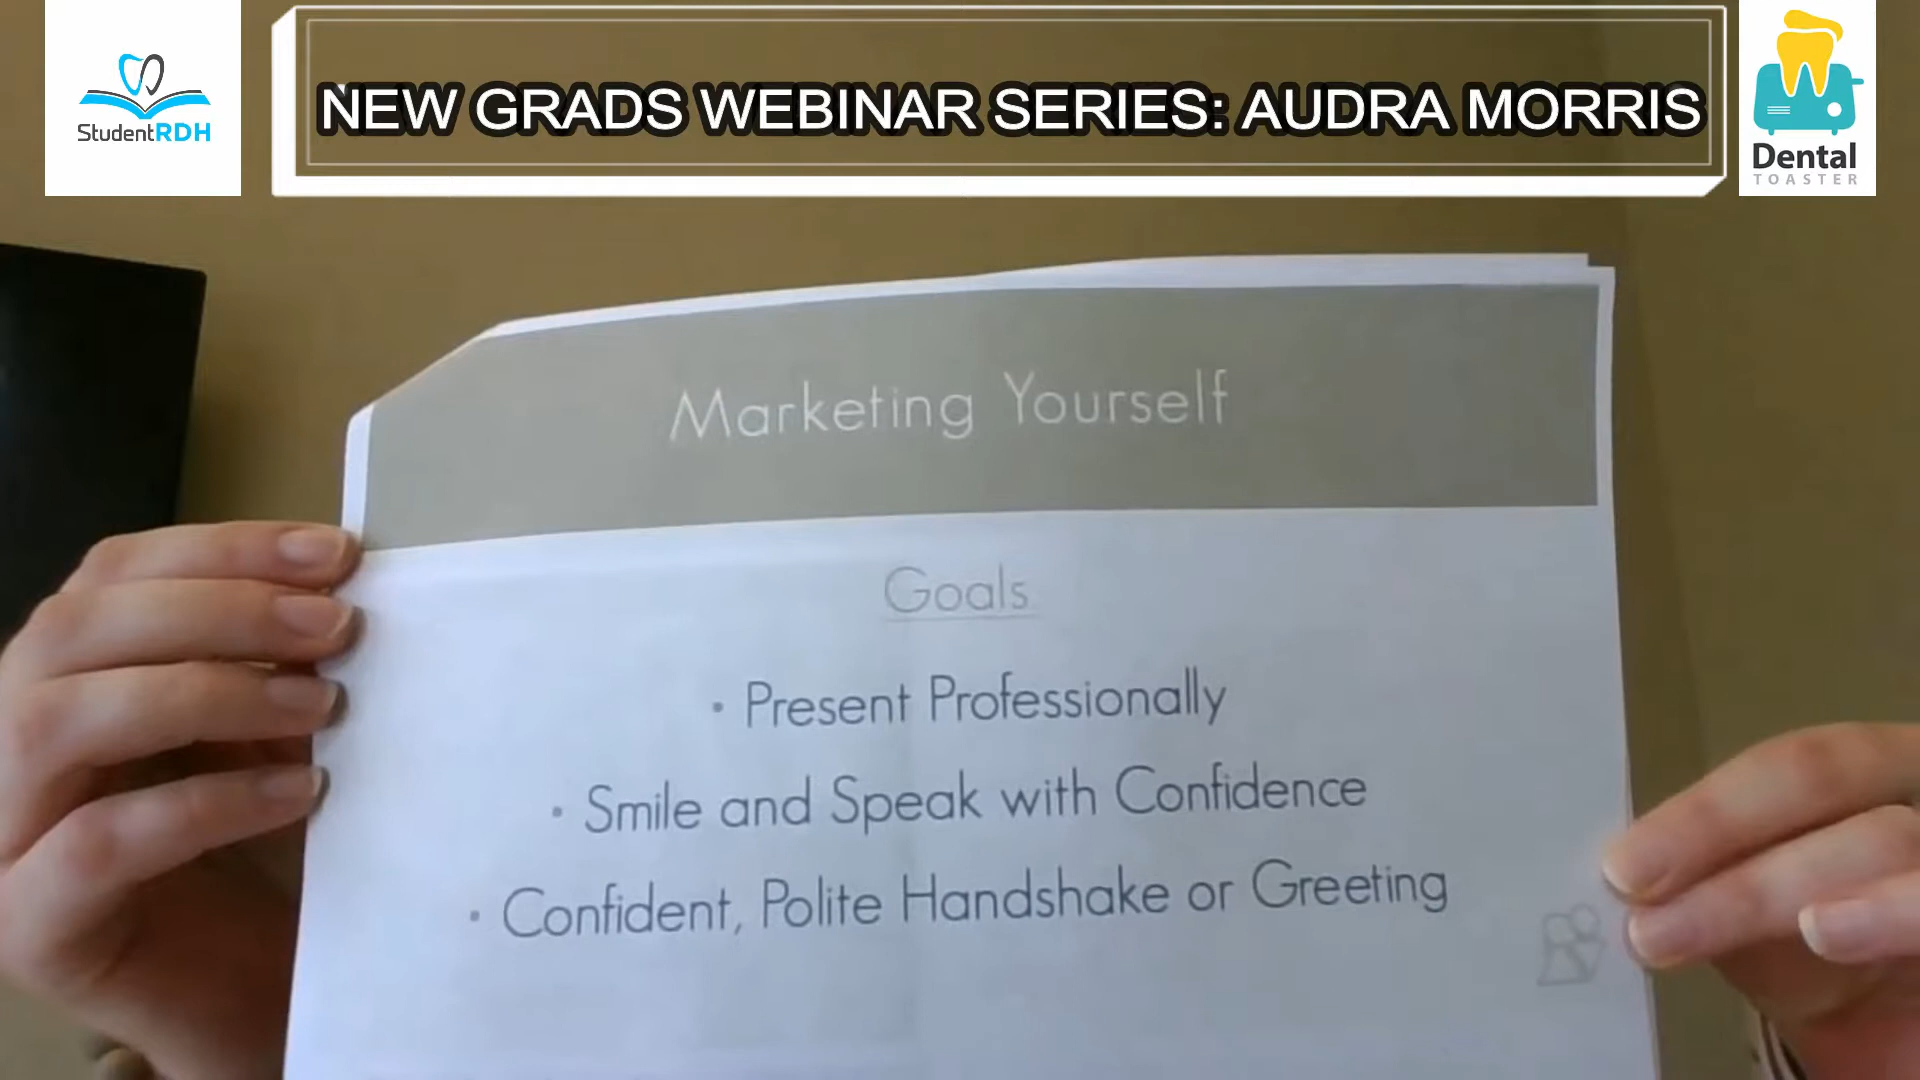 StudentRDH
NEW GRADS WEBINAR SERIES: AUDRA MORRIS
Dental
TOASTER
Marketing Yourself
Goals
• Present Professionally
• Smile and Speak with Confidence
• Confident, Polite Handshake or Greeting